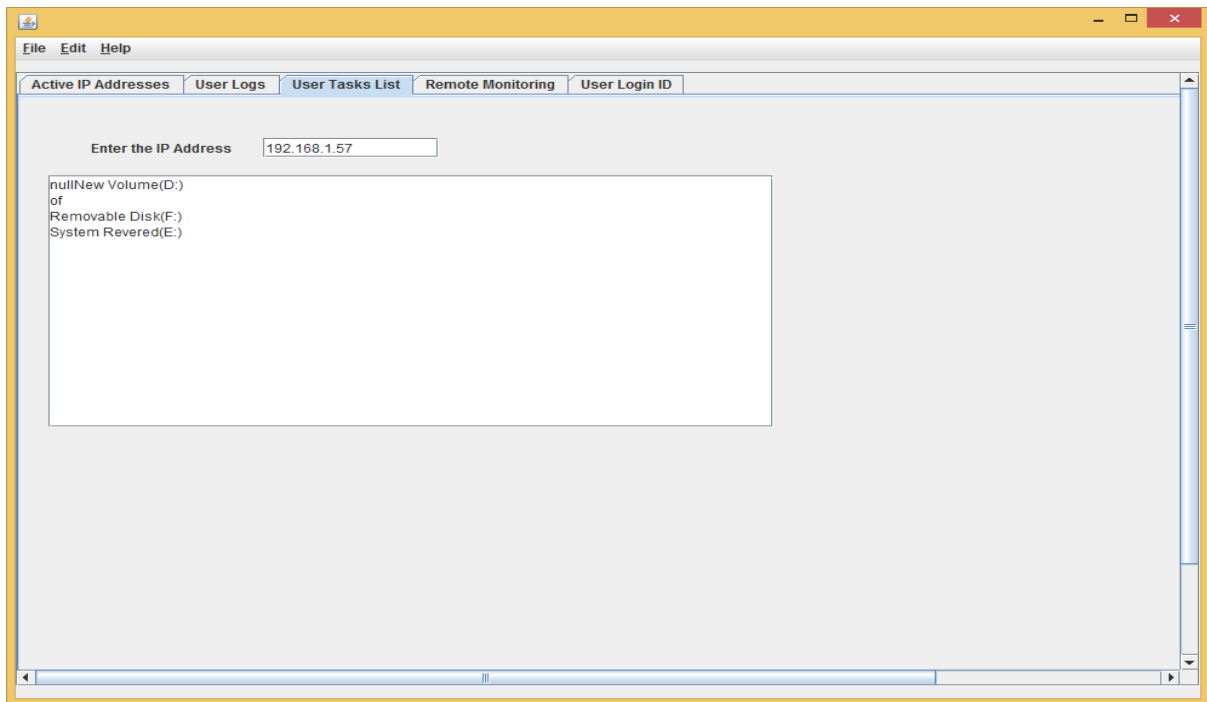 File Edit Help
Active IP Addresses User Logs User Tasks List Remote Monitoring User Login ID
Enter the IP Address 192.168.1.57
nullNew Volume(D:)
of
Removable Disk(F:)
System Revered(E:)